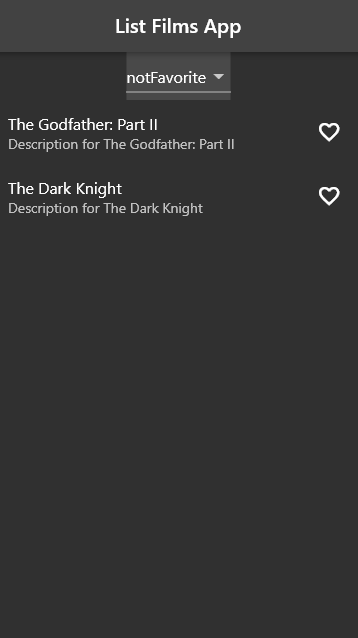 List Films App
notFavorite
The Godfather: Part II
Description for The Godfather: Part II
The Dark Knight
Description for The Dark Knight